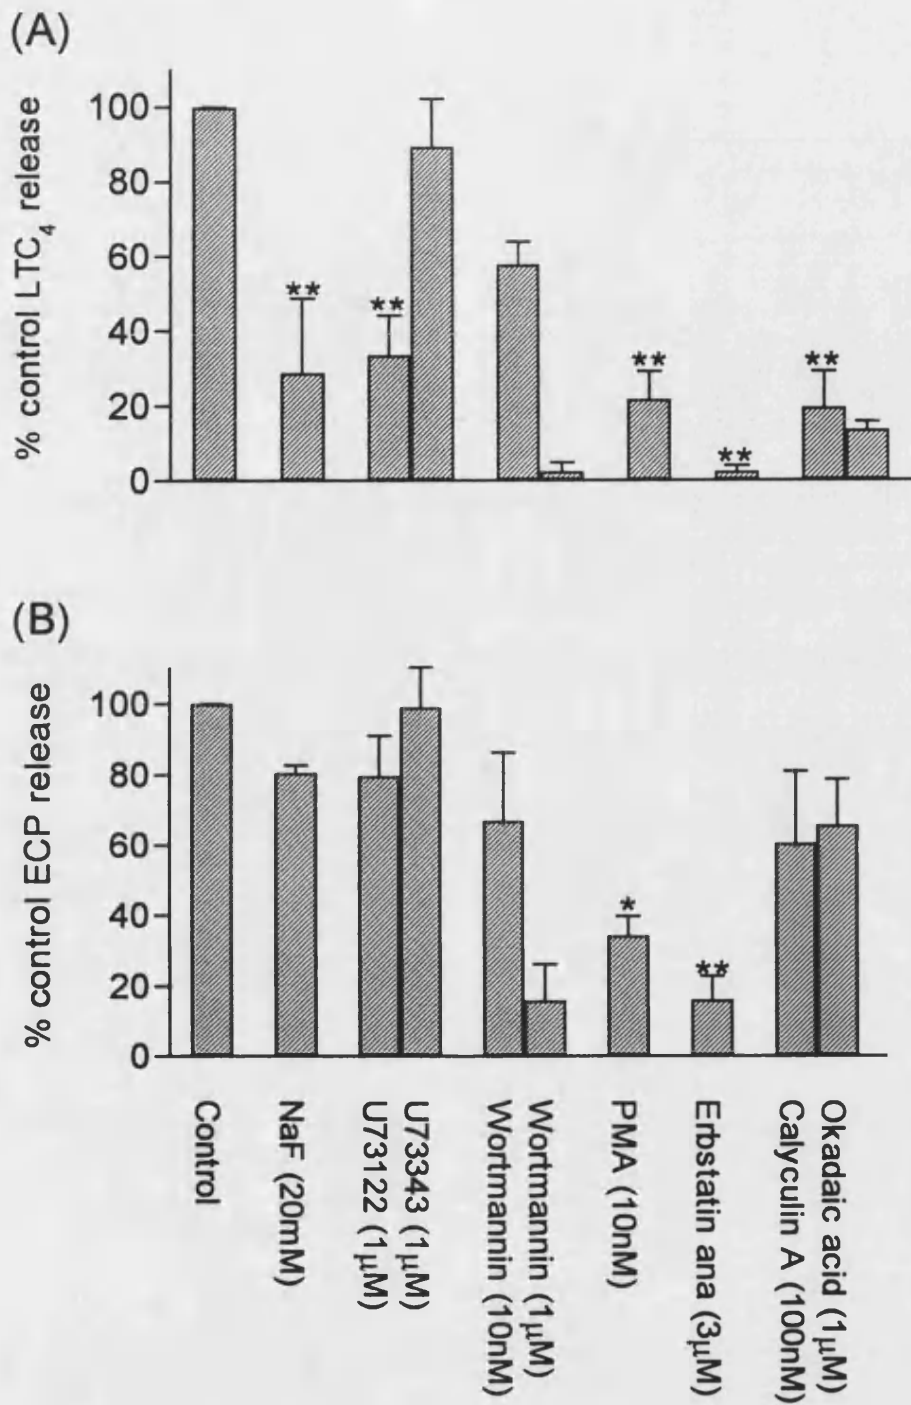 (A)
% control LTC₄ release
100
80
60
40
20
0
**
**
**
**
**
(B)
% control ECP release
100
80
60
40
20
0
*
**
Control
NaF (20mM)
U73122 (1μM)
U73343 (1μM)
Wortmannin (10nM)
Wortmannin (1μM)
PMA (10nM)
Erbstatin ana (3μM)
Calyculin A (100nM)
Okadaic acid (1μM)